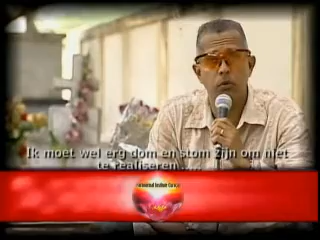 Ik moet wel erg dom en stom zijn om niet
te realiseren.....